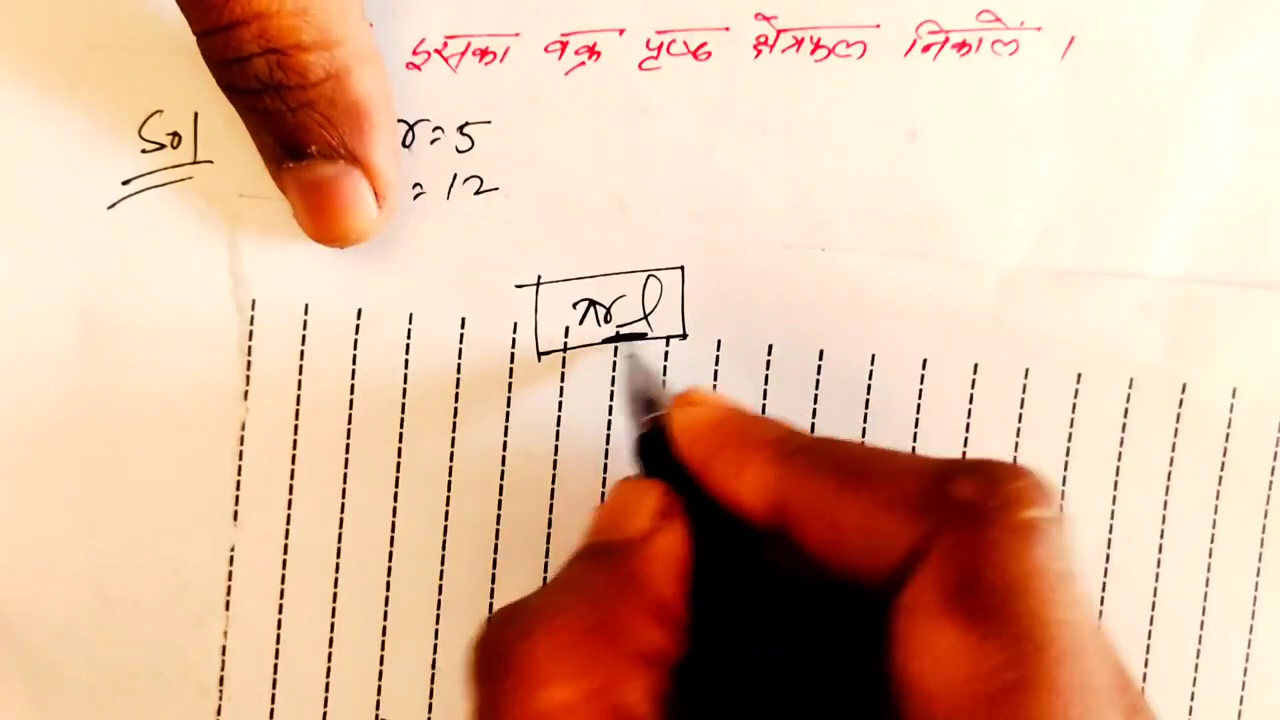 इसका वक्र पृष्ठ क्षेत्रफल निकालें ।
Sol
r = 5
= 12
πrl